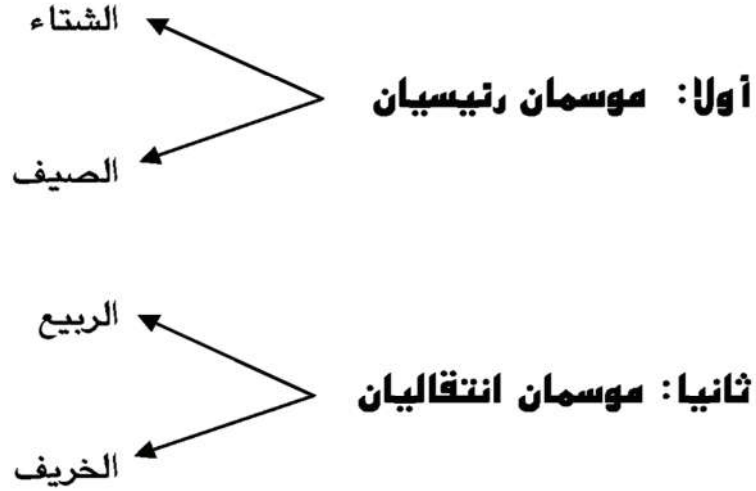 أولا: موسمان رئيسيان
الشتاء
الصيف
ثانيا: موسمان انتقاليان
الربيع
الخريف